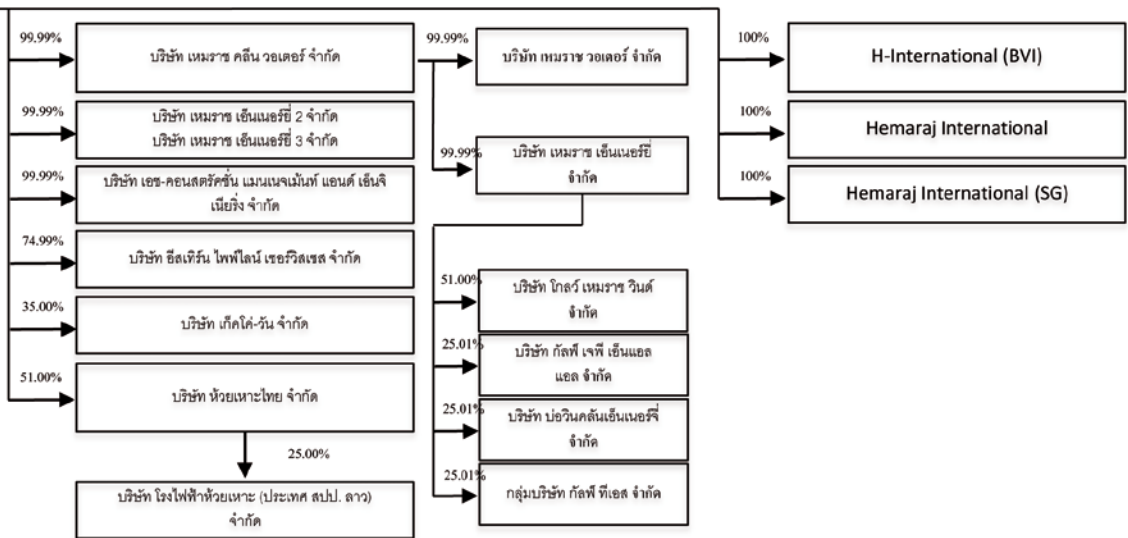 99.99%
บริษัท เหมราช คลีน วอเตอร์ จำกัด
99.99%
บริษัท เหมราช เอ็นเนอร์ยี่ 2 จำกัด
บริษัท เหมราช เอ็นเนอร์ยี่ 3 จำกัด
99.99%
บริษัท เอช-คอนสตรัคชั่น แมนเนจเม้นท์ แอนด์ เอ็นจิ
เนียริ่ง จำกัด
74.99%
บริษัท อีสเทิร์น ไพพ์ไลน์ เซอร์วิสเซส จำกัด
35.00%
บริษัท เก็คโค่-วัน จำกัด
51.00%
บริษัท ห้วยเหาะไทย จำกัด
25.00%
บริษัท โรงไฟฟ้าห้วยเหาะ (ประเทศ สปป. ลาว)
จำกัด
99.99%
บริษัท เหมราช วอเตอร์ จำกัด
99.99%
บริษัท เหมราช เอ็นเนอร์ยี่
จำกัด
51.00%
บริษัท โกลว์ เหมราช วินด์
จำกัด
25.01%
บริษัท กัลฟ์ เจพี เอ็นแอล
แอล จำกัด
25.01%
บริษัท บ่อวินคลีนเอ็นเนอร์จี่
จำกัด
25.01%
กลุ่มบริษัท กัลฟ์ ทีเอส จำกัด
100%
H-International (BVI)
100%
Hemaraj International
100%
Hemaraj International (SG)